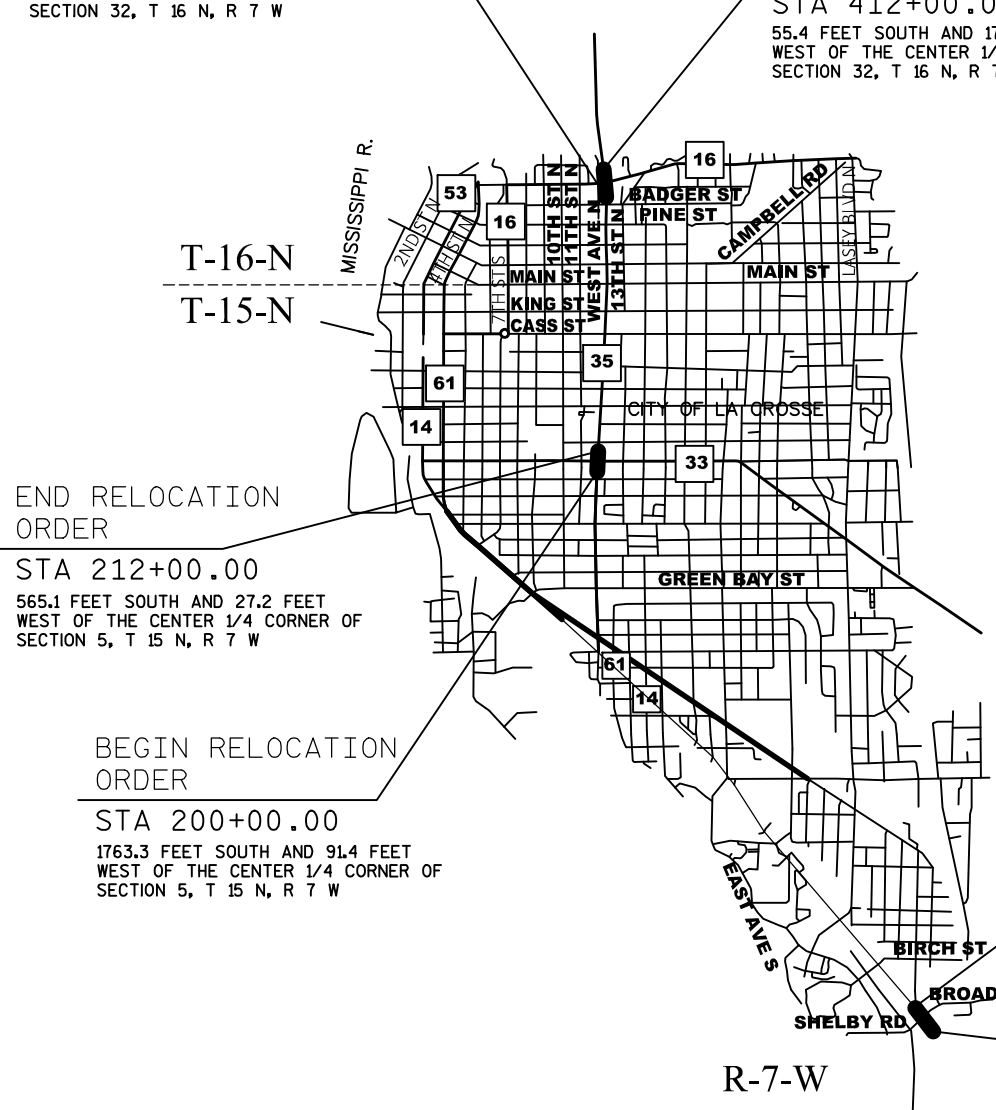 SECTION 32, T 16 N, R 7 W
STA 412+00.0
55.4 FEET SOUTH AND 17
WEST OF THE CENTER 1/
SECTION 32, T 16 N, R 7
MISSISSIPPI R.
T-16-N
T-15-N
53
16
16
2ND ST N
4TH ST N
7TH ST S
10TH ST N
11TH ST N
WEST AVE N
13TH ST N
BADGER ST
PINE ST
CAMPBELL RD
LASEY BLVD N
MAIN ST
MAIN ST
KING ST
CASS ST
35
61
CITY OF LA CROSSE
14
33
END RELOCATION
ORDER
STA 212+00.00
565.1 FEET SOUTH AND 27.2 FEET
WEST OF THE CENTER 1/4 CORNER OF
SECTION 5, T 15 N, R 7 W
GREEN BAY ST
61
14
BEGIN RELOCATION
ORDER
STA 200+00.00
1763.3 FEET SOUTH AND 91.4 FEET
WEST OF THE CENTER 1/4 CORNER OF
SECTION 5, T 15 N, R 7 W
EAST AVE S
BIRCH ST
BROAD
SHELBY RD
R-7-W